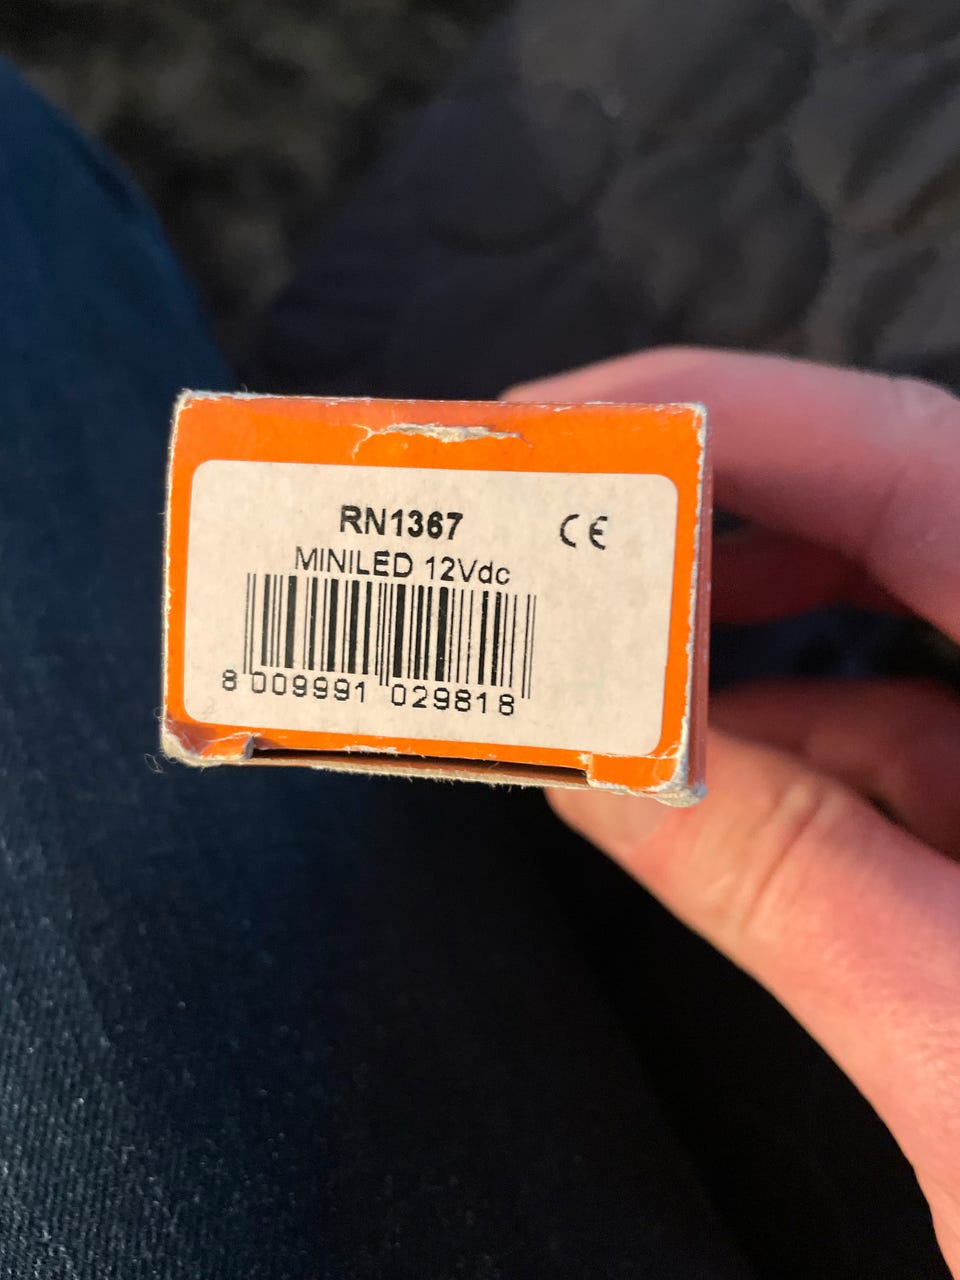 RN1367
CE
MINILED 12Vdc
8 009991 029818